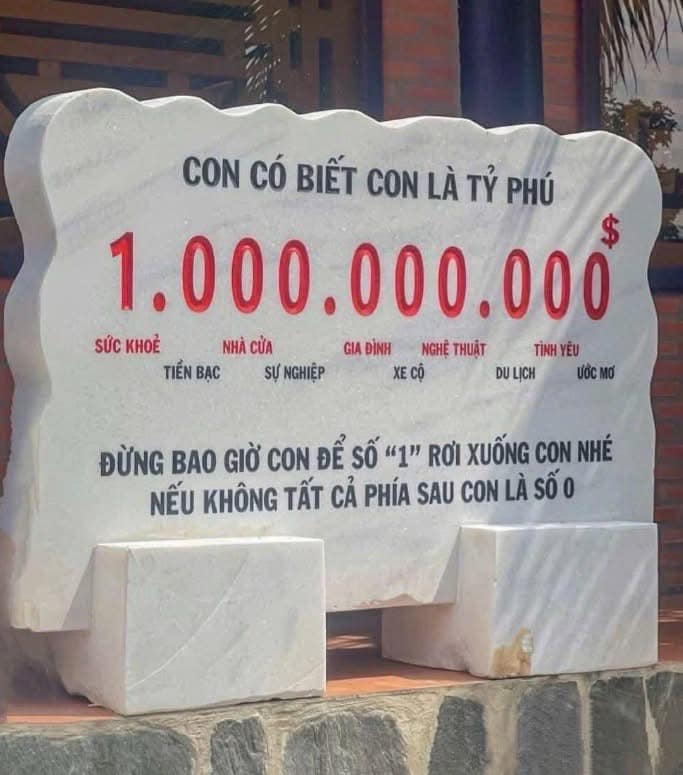 CON CÓ BIẾT CON LÀ TỶ PHÚ
1.000.000.000$
SỨC KHOẺ NHÀ CỬA GIA ĐÌNH NGHỆ THUẬT TÌNH YÊU
TIỀN BẠC SỰ NGHIỆP XE CỘ DU LỊCH ƯỚC MƠ
ĐỪNG BAO GIỜ CON ĐỂ SỐ “1” RƠI XUỐNG CON NHÉ
NẾU KHÔNG TẤT CẢ PHÍA SAU CON LÀ SỐ 0